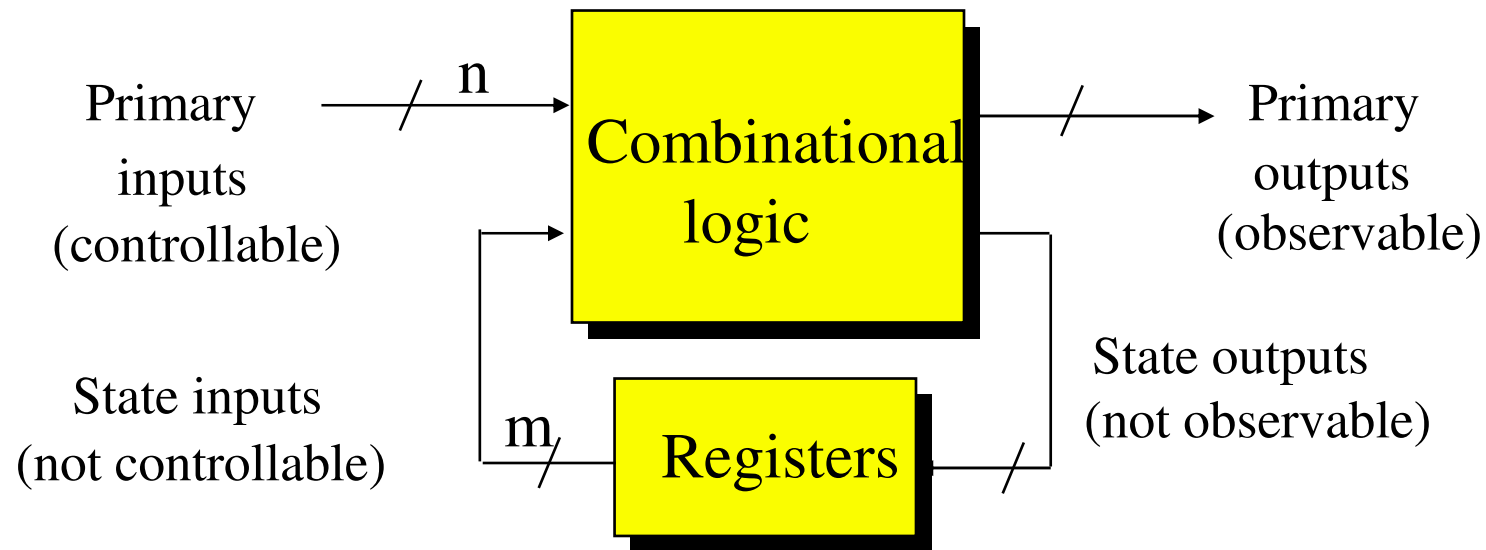 Primary
inputs
(controllable)
n
Combinational
logic
Primary
outputs
(observable)
State inputs
(not controllable)
m
Registers
State outputs
(not observable)